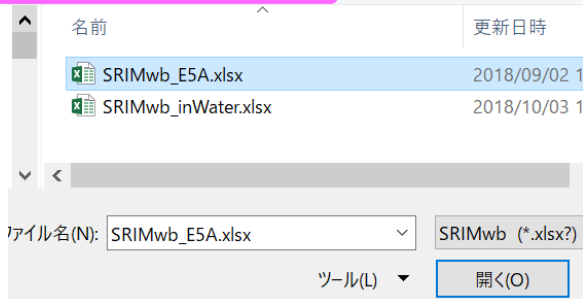 名前 更新日時
SRIMwb_E5A.xlsx 2018/09/02 1
SRIMwb_inWater.xlsx 2018/10/03 1
ファイル名(N): SRIMwb_E5A.xlsx SRIMwb (*.xlsx?)
ツール(L) 開く(O)